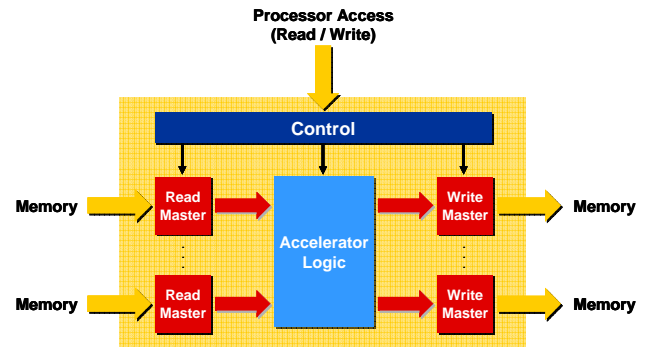 Processor Access
(Read / Write)
Control
Memory
Read
Master
Accelerator
Logic
Write
Master
Memory
Memory
Read
Master
Write
Master
Memory